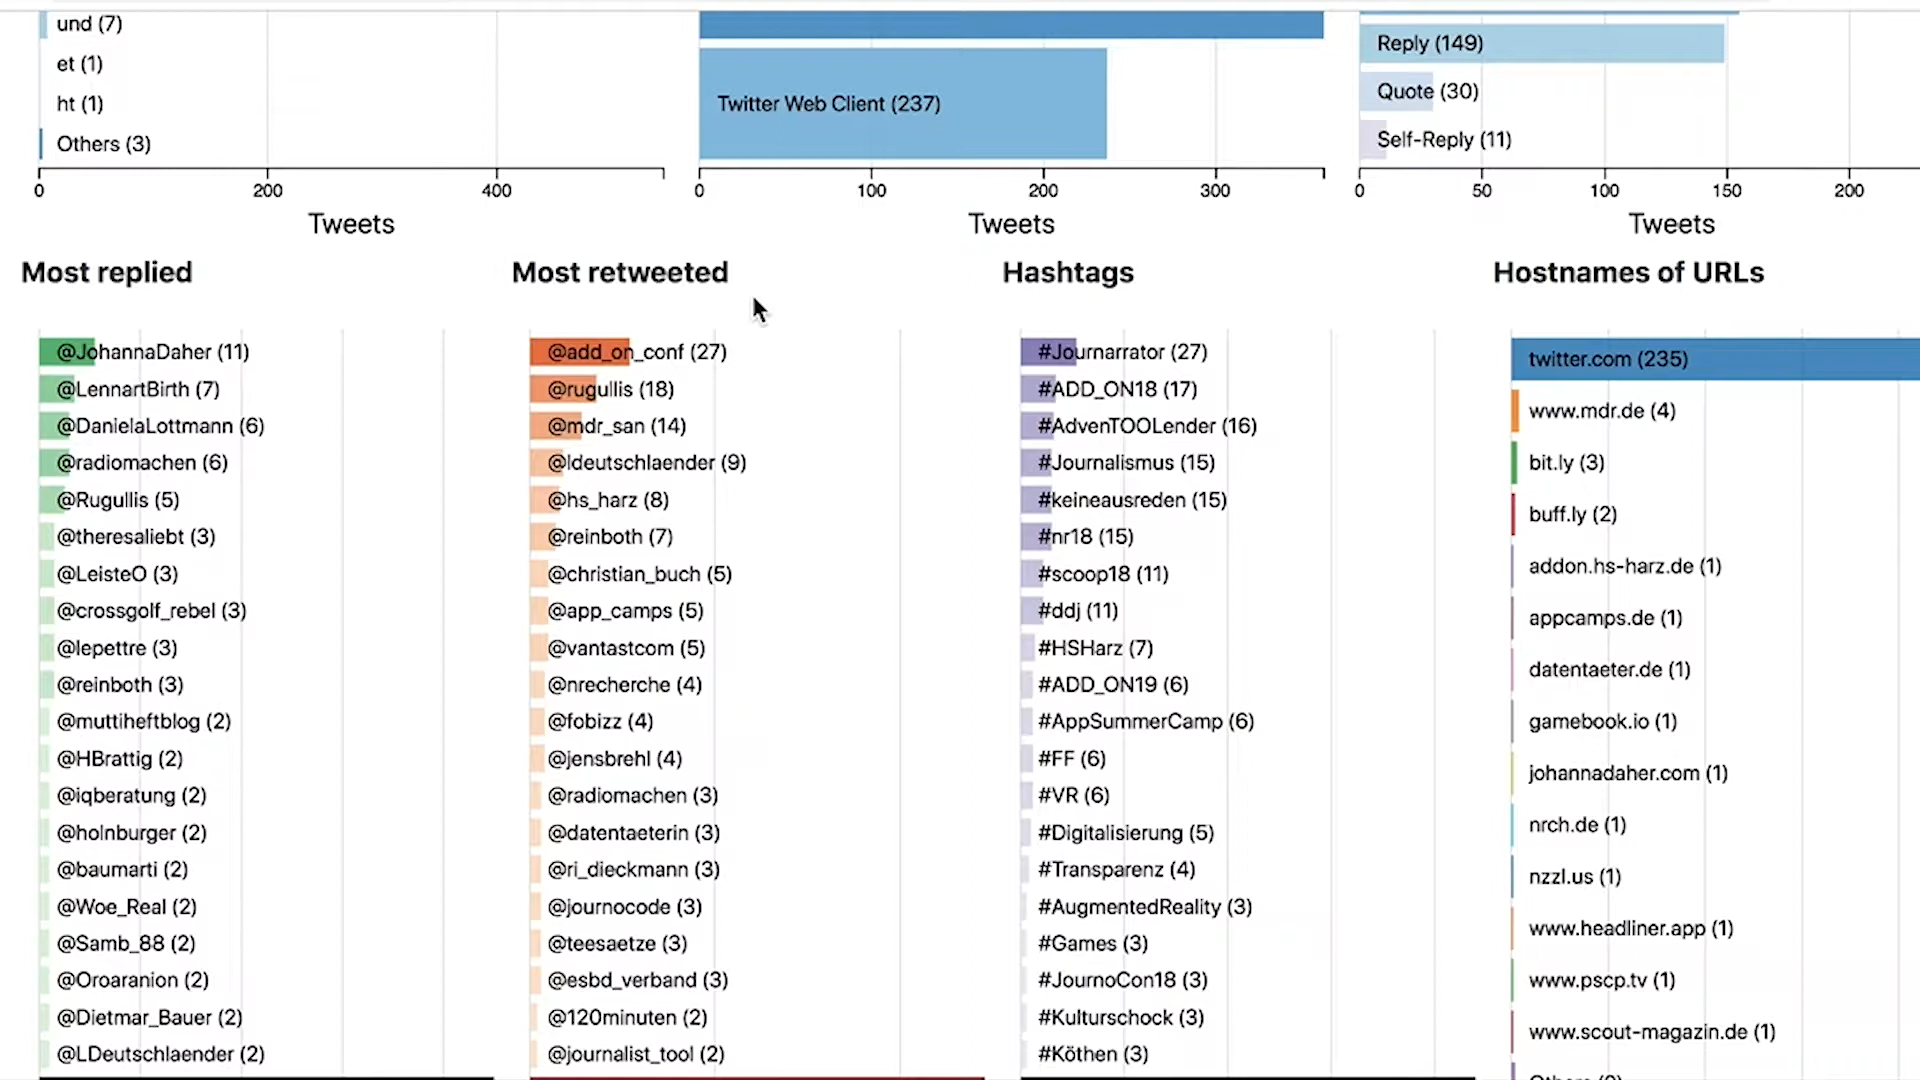 und (7)
et (1)
ht (1)
Others (3)
0 200 400
Tweets
Twitter Web Client (237)
0 100 200 300
Tweets
Reply (149)
Quote (30)
Self-Reply (11)
0 50 100 150 200
Tweets
Most replied
@JohannaDaher (11)
@LennartBirth (7)
@DanielaLottmann (6)
@radiomachen (6)
@Rugullis (5)
@theresaliebt (3)
@LeisteO (3)
@crossgolf_rebel (3)
@lepettre (3)
@reinboth (3)
@muttiheftblog (2)
@HBrattig (2)
@iqberatung (2)
@holnburger (2)
@baumarti (2)
@Woe_Real (2)
@Samb_88 (2)
@Oroaranion (2)
@Dietmar_Bauer (2)
@LDeutschlaender (2)
Most retweeted
@add_on_conf (27)
@rugullis (18)
@mdr_san (14)
@ldeutschlaender (9)
@hs_harz (8)
@reinboth (7)
@christian_buch (5)
@app_camps (5)
@vantastcom (5)
@nrecherche (4)
@fobizz (4)
@jensbrehl (4)
@radiomachen (3)
@datentaeterin (3)
@ri_dieckmann (3)
@journocode (3)
@teesaetze (3)
@esbd_verband (3)
@120minuten (2)
@journalist_tool (2)
Hashtags
#Journarrator (27)
#ADD_ON18 (17)
#AdvenTOOLender (16)
#Journalismus (15)
#keineausreden (15)
#nr18 (15)
#scoop18 (11)
#ddj (11)
#HSHarz (7)
#ADD_ON19 (6)
#AppSummerCamp (6)
#FF (6)
#VR (6)
#Digitalisierung (5)
#Transparenz (4)
#AugmentedReality (3)
#Games (3)
#JournoCon18 (3)
#Kulturschock (3)
#Köthen (3)
Hostnames of URLs
twitter.com (235)
www.mdr.de (4)
bit.ly (3)
buff.ly (2)
addon.hs-harz.de (1)
appcamps.de (1)
datentaeter.de (1)
gamebook.io (1)
johannadaher.com (1)
nrch.de (1)
nzzl.us (1)
www.headliner.app (1)
www.pscp.tv (1)
www.scout-magazin.de (1)